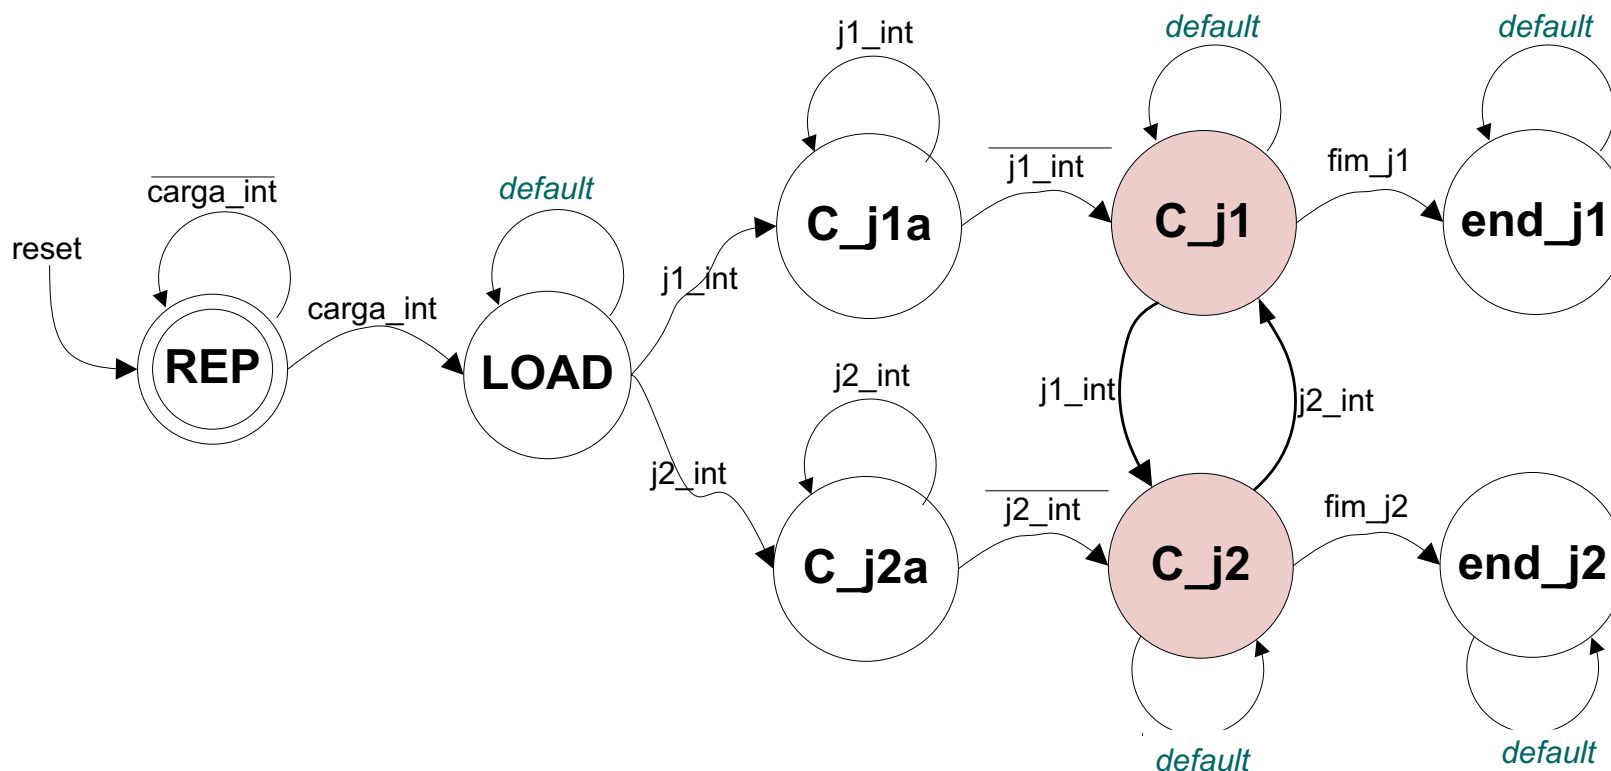 j1_int
default
default
j1_int
fim_j1
carga_int
default
C_j1a
C_j1
end_j1
reset
j1_int
carga_int
REP
LOAD
j2_int
j1_int
j2_int
j2_int
j2_int
fim_j2
C_j2a
C_j2
end_j2
default
default